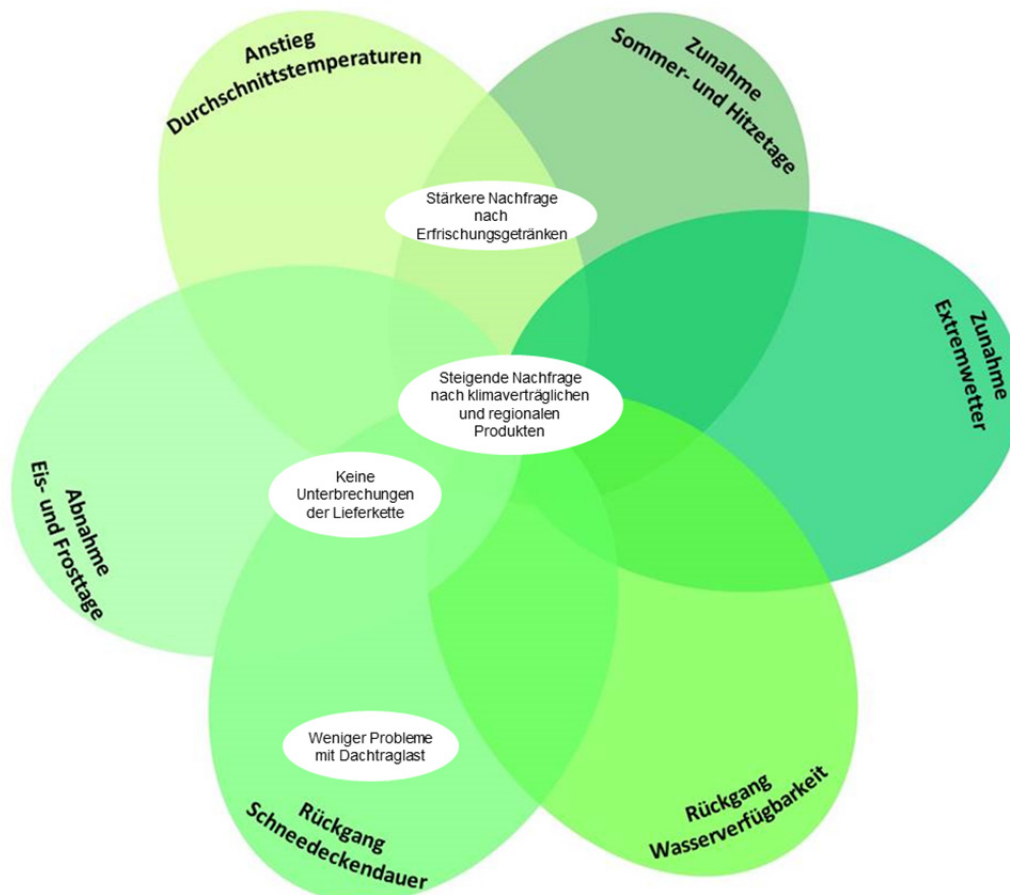 Anstieg
Durchschnittstemperaturen
Zunahme
Sommer- und Hitzetage
Stärkere Nachfrage
nach
Erfrischungsgetränken
Zunahme
Extremwetter
Steigende Nachfrage
nach klimaverträglichen
und regionalen
Produkten
Keine
Unterbrechungen
der Lieferkette
Abnahme
Eis- und Frosttage
Weniger Probleme
mit Dachtraglast
Rückgang
Schneedeckendauer
Rückgang
Wasserverfügbarkeit